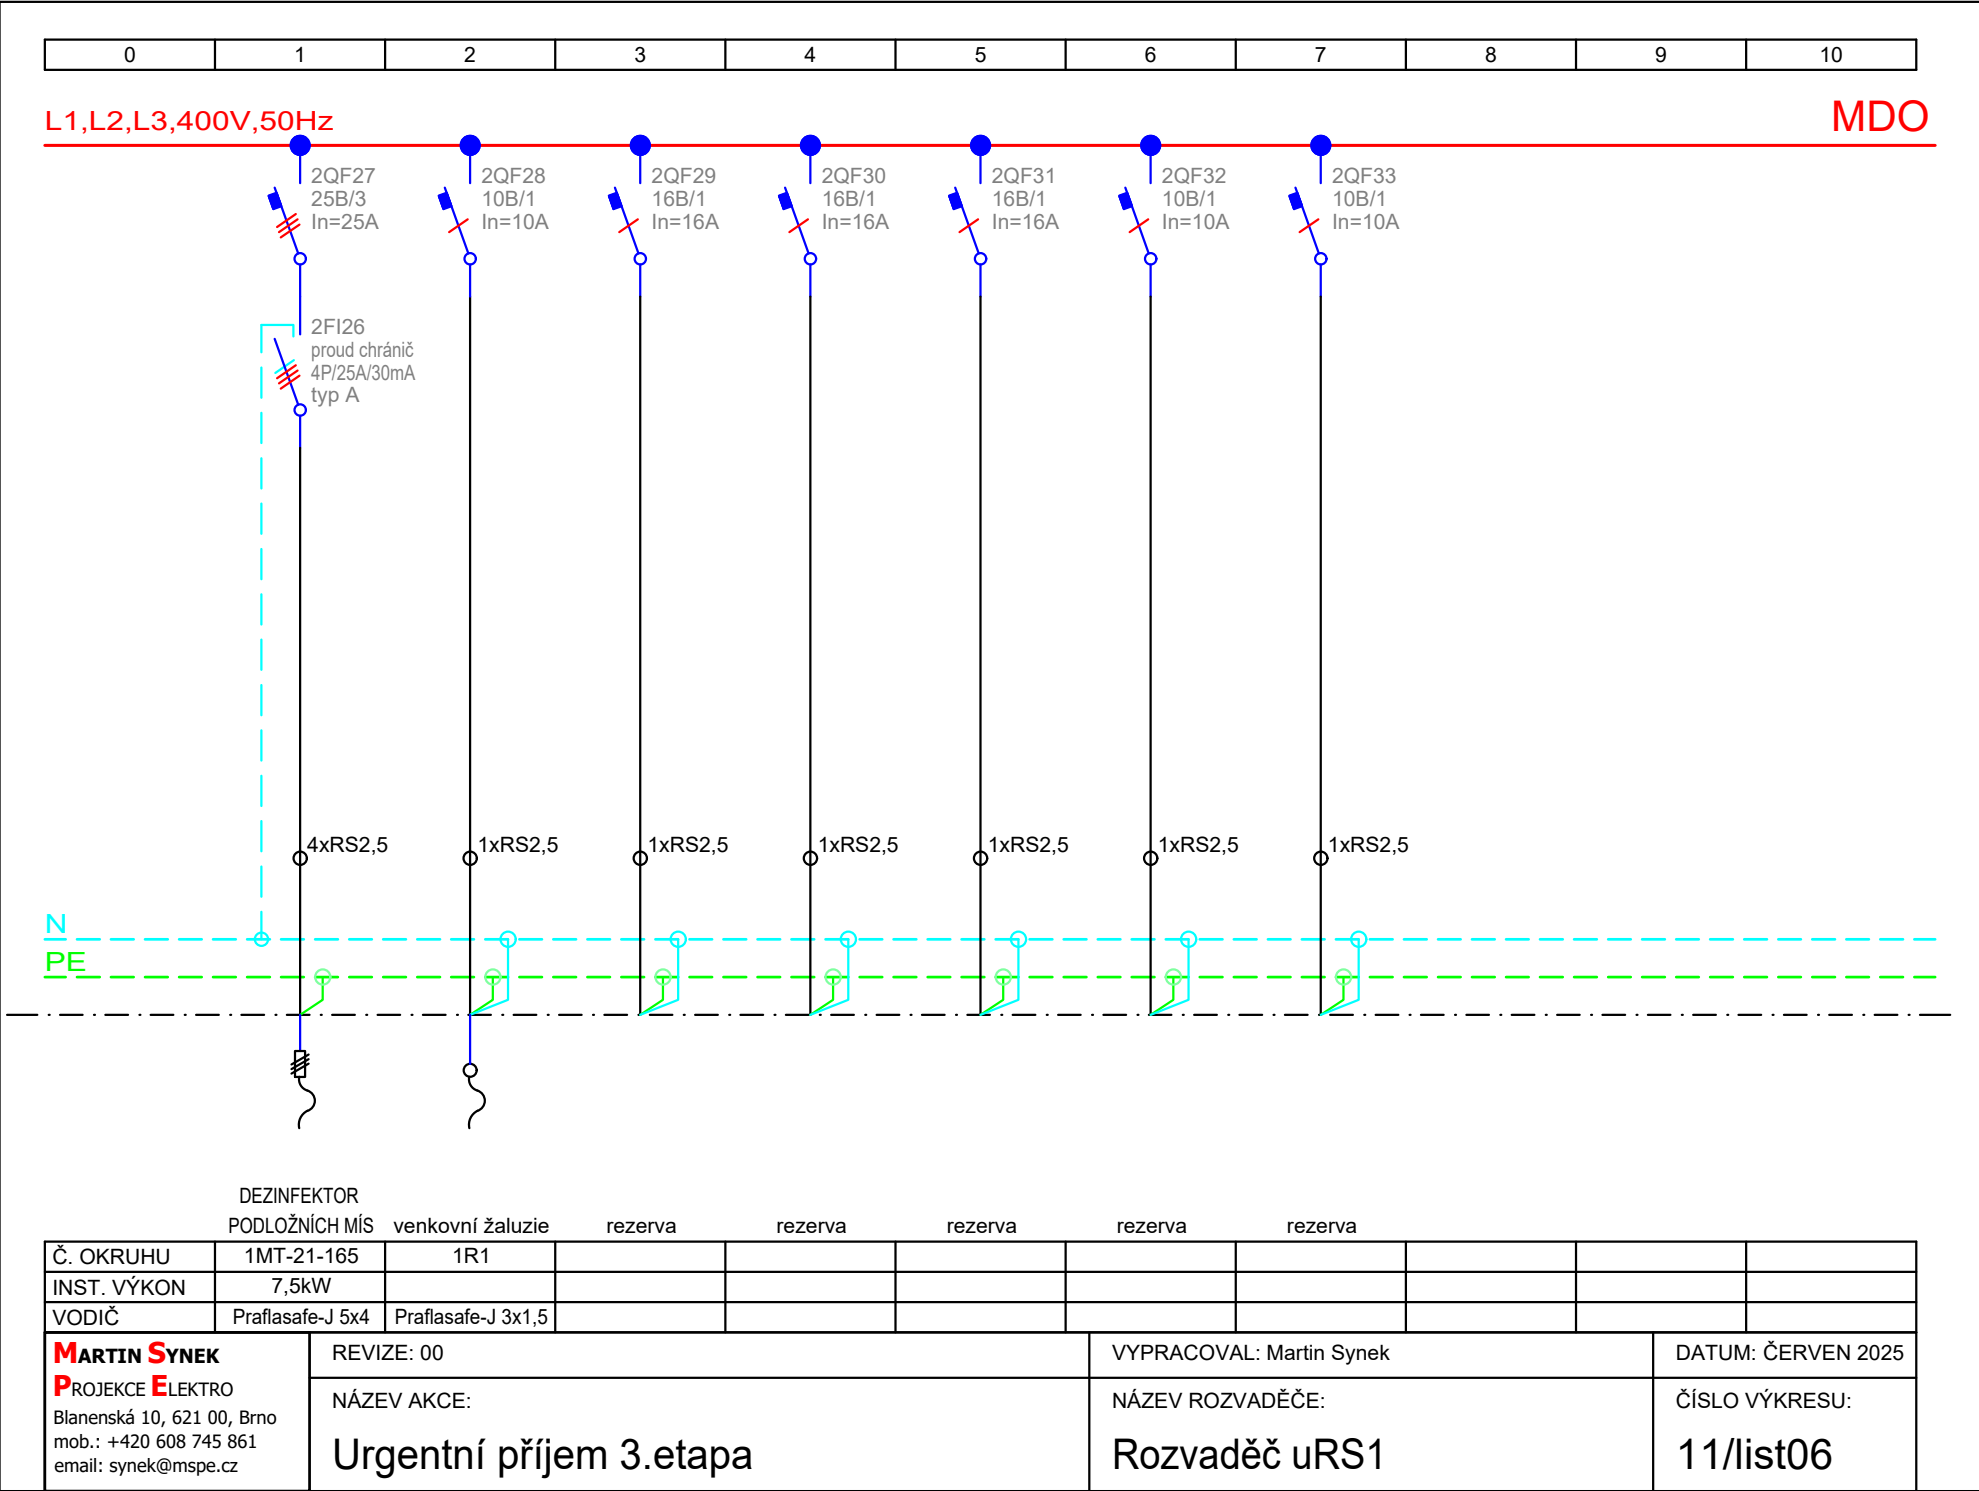 0 1 2 3 4 5 6 7 8 9 10
L1,L2,L3,400V,50Hz MDO
2QF27 2QF28 2QF29 2QF30 2QF31 2QF32 2QF33
25B/3 10B/1 16B/1 16B/1 16B/1 10B/1 10B/1
In=25A In=10A In=16A In=16A In=16A In=10A In=10A
2FI26
proud chránič
4P/25A/30mA
typ A
4xRS2,5 1xRS2,5 1xRS2,5 1xRS2,5 1xRS2,5 1xRS2,5 1xRS2,5
N
PE
DEZINFEKTOR
PODLOŽNÍCH MÍS venkovní žaluzie rezerva rezerva rezerva rezerva rezerva
Č. OKRUHU 1MT-21-165 1R1
INST. VÝKON 7,5kW
VODIČ Praflasafe-J 5x4 Praflasafe-J 3x1,5
MARTIN SYNEK
PROJEKCE ELEKTRO
Blanenská 10, 621 00, Brno
mob.: +420 608 745 861
email: synek@mspe.cz
REVIZE: 00
NÁZEV AKCE:
Urgentní příjem 3.etapa
VYPRACOVAL: Martin Synek
NÁZEV ROZVADĚČE:
Rozvaděč uRS1
DATUM: ČERVEN 2025
ČÍSLO VÝKRESU:
11/list06